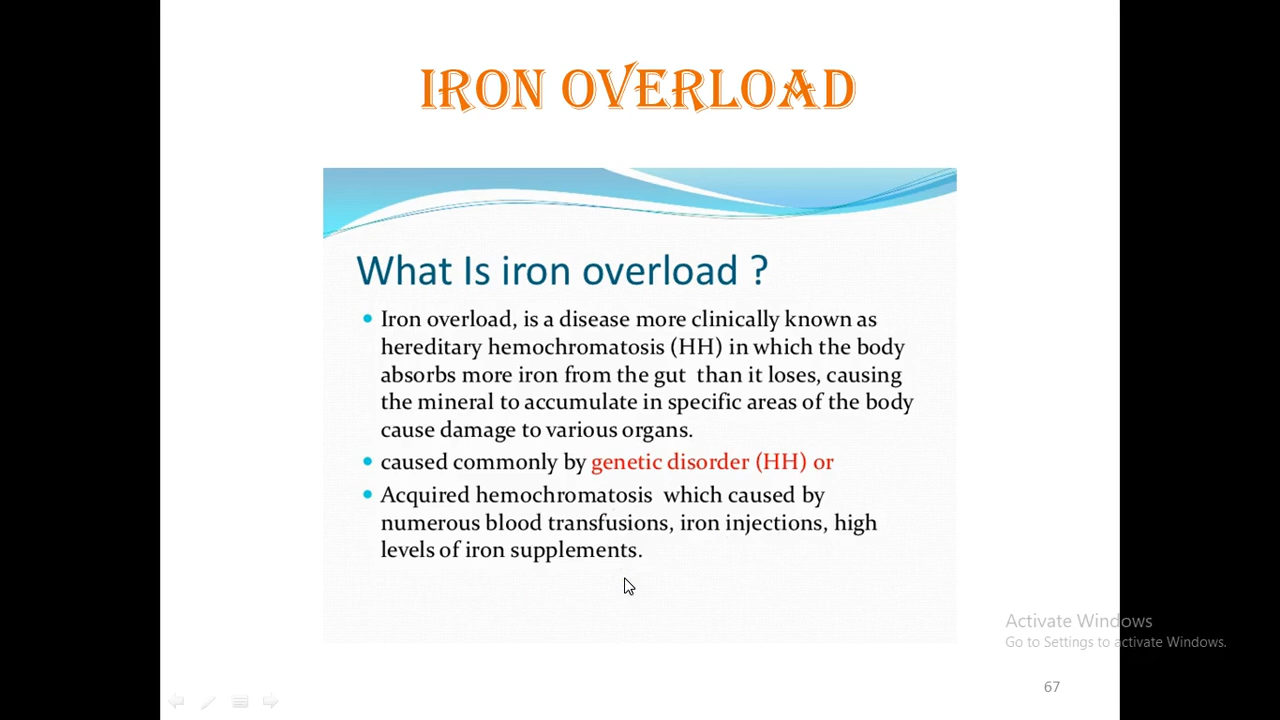 IRON OVERLOAD
What Is iron overload ?
• Iron overload, is a disease more clinically known as
hereditary hemochromatosis (HH) in which the body
absorbs more iron from the gut than it loses, causing
the mineral to accumulate in specific areas of the body
cause damage to various organs.
• caused commonly by genetic disorder (HH) or
• Acquired hemochromatosis which caused by
numerous blood transfusions, iron injections, high
levels of iron supplements.
Activate Windows
Go to Settings to activate Windows.
67